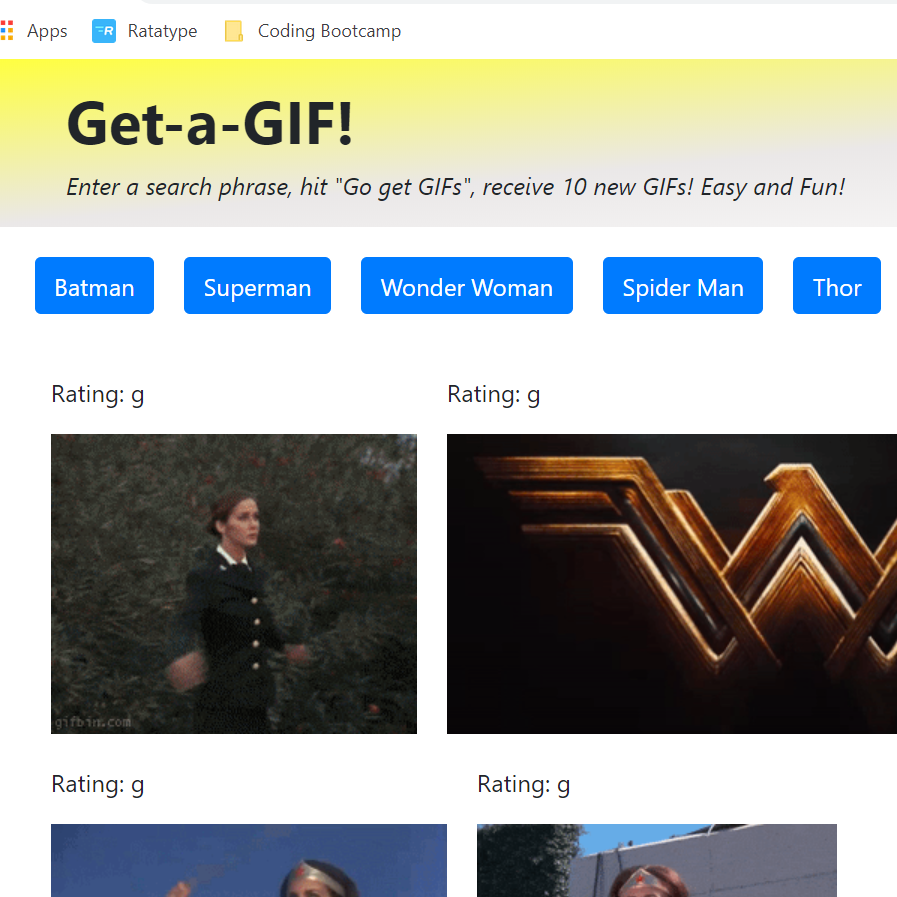 Apps Ratatype Coding Bootcamp
Get-a-GIF!
Enter a search phrase, hit "Go get GIFs", receive 10 new GIFs! Easy and Fun!
Batman Superman Wonder Woman Spider Man Thor
Rating: g Rating: g
gifbin.com
Rating: g Rating: g